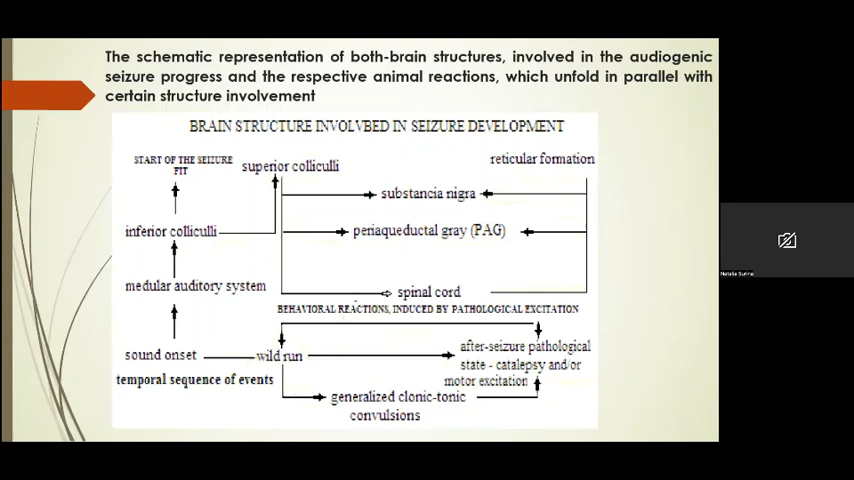 The schematic representation of both-brain structures, involved in the audiogenic
seizure progress and the respective animal reactions, which unfold in parallel with
certain structure involvement
BRAIN STRUCTURE INVOLVBED IN SEIZURE DEVELOPMENT
START OF THE SEIZURE
FIT
superior colliculli
reticular formation
substancia nigra
inferior colliculli
periaqueductal gray (PAG)
medular auditory system
spinal cord
BEHAVIORAL REACTIONS, INDUCED BY PATHOLOGICAL EXCITATION
sound onset
wild run
after-seizure pathological
state - catalepsy and/or
motor excitation
temporal sequence of events
generalized clonic-tonic
convulsions
Natalia Surina